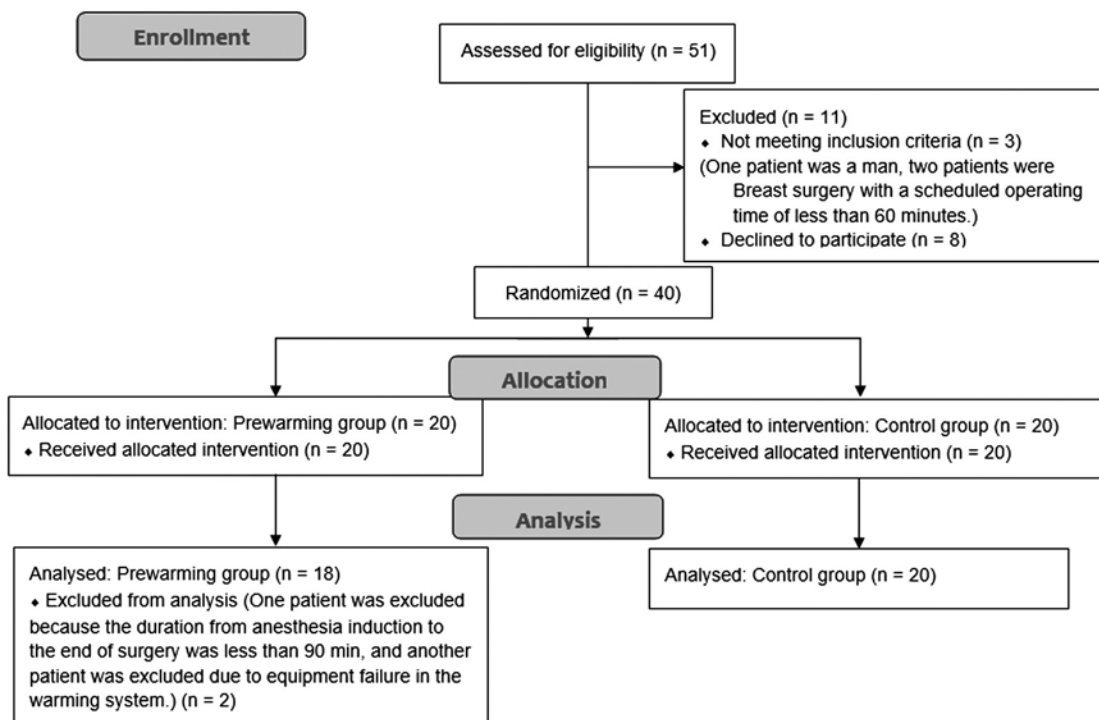 Enrollment
Assessed for eligibility (n = 51)
Excluded (n = 11)
⬥ Not meeting inclusion criteria (n = 3)
(One patient was a man, two patients were
Breast surgery with a scheduled operating
time of less than 60 minutes.)
⬥ Declined to participate (n = 8)
Randomized (n = 40)
Allocation
Allocated to intervention: Prewarming group (n = 20)
⬥ Received allocated intervention (n = 20)
Allocated to intervention: Control group (n = 20)
⬥ Received allocated intervention (n = 20)
Analysis
Analysed: Prewarming group (n = 18)
⬥ Excluded from analysis (One patient was excluded
because the duration from anesthesia induction to
the end of surgery was less than 90 min, and another
patient was excluded due to equipment failure in the
warming system.) (n = 2)
Analysed: Control group (n = 20)